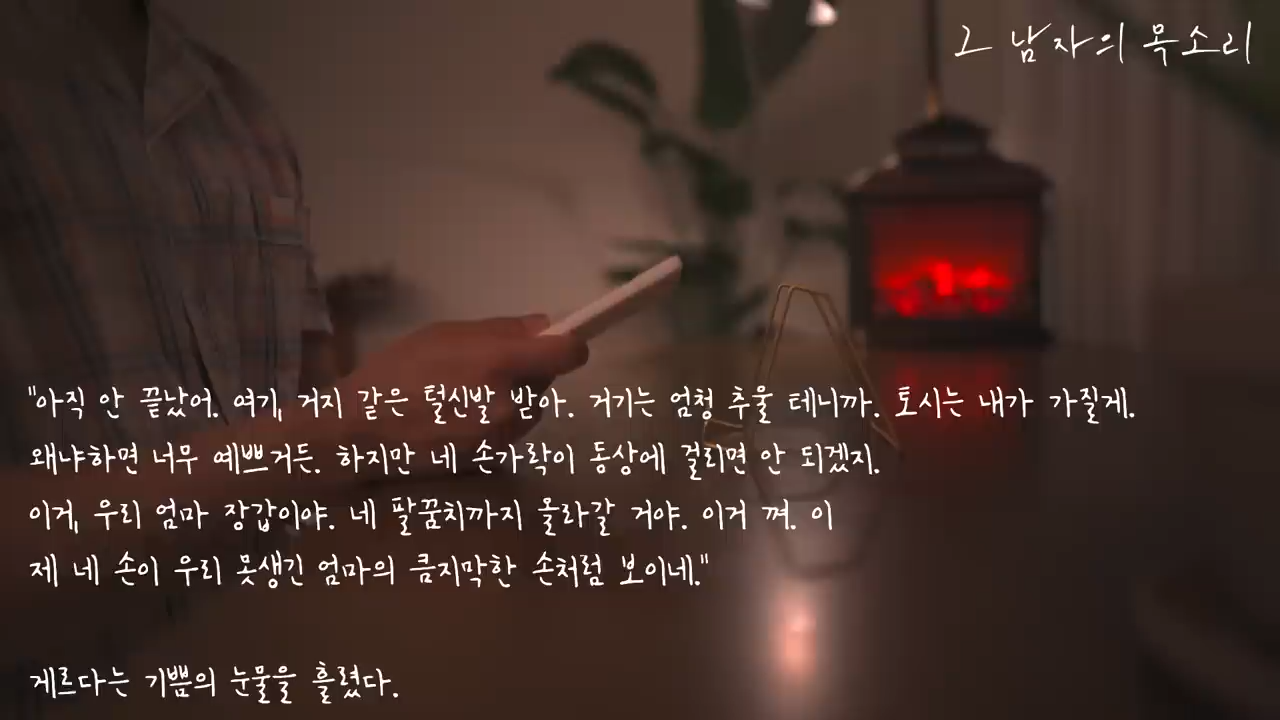 그 남자의 목소리
"아직 안 끝났어. 여기, 거지 같은 털신발 받아. 거기는 엄청 추울 테니까. 토시는 내가 가질게.
왜냐하면 너무 예쁘거든. 하지만 네 손가락이 동상에 걸리면 안 되겠지.
이거, 우리 엄마 장갑이야. 네 팔꿈치까지 올라갈 거야. 이거 껴. 이
제 네 손이 우리 못생긴 엄마의 큼지막한 손처럼 보이네."
게르다는 기쁨의 눈물을 흘렸다.